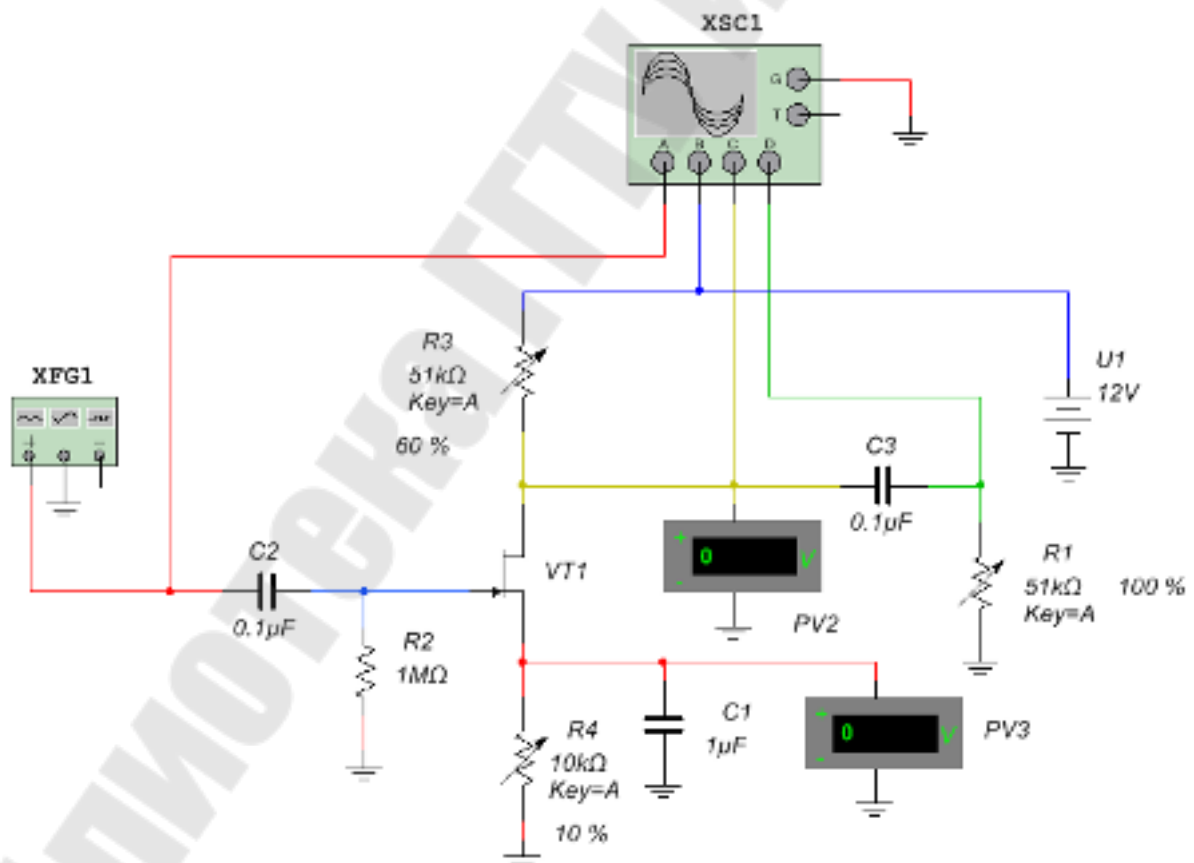 XSC1
G
T
A B C D
R3
51kΩ
Key=A
60 %
U1
12V
XFG1
C3
0.1µF
C2
0.1µF
VT1
0 V
PV2
R1
51kΩ
Key=A
100 %
R2
1MΩ
R4
10kΩ
Key=A
10 %
C1
1µF
0 V
PV3